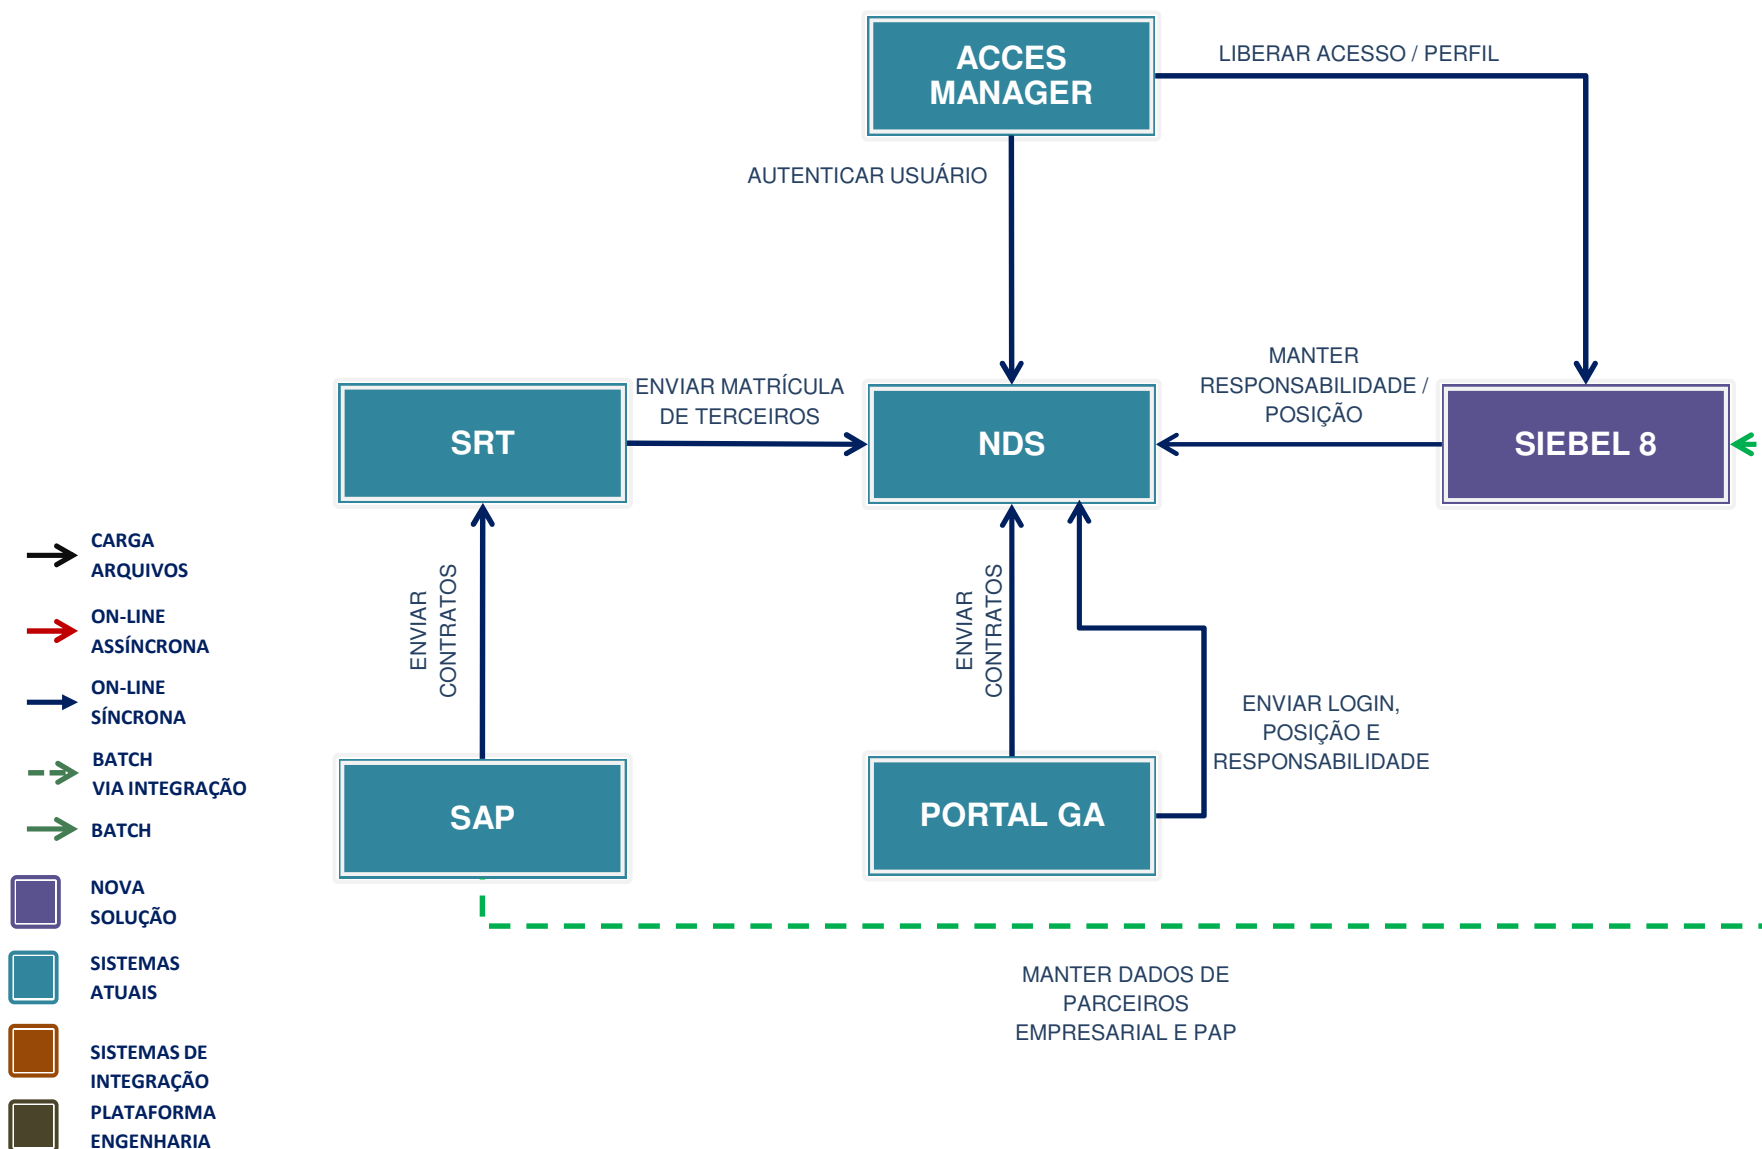 ACCES
MANAGER
LIBERAR ACESSO / PERFIL
AUTENTICAR USUÁRIO
ENVIAR MATRÍCULA
DE TERCEIROS
MANTER
RESPONSABILIDADE /
POSIÇÃO
SRT
NDS
SIEBEL 8
ENVIAR
CONTRATOS
ENVIAR
CONTRATOS
ENVIAR LOGIN,
POSIÇÃO E
RESPONSABILIDADE
SAP
PORTAL GA
MANTER DADOS DE
PARCEIROS
EMPRESARIAL E PAP
CARGA
ARQUIVOS
ON-LINE
ASSÍNCRONA
ON-LINE
SÍNCRONA
BATCH
VIA INTEGRAÇÃO
BATCH
NOVA
SOLUÇÃO
SISTEMAS
ATUAIS
SISTEMAS DE
INTEGRAÇÃO
PLATAFORMA
ENGENHARIA